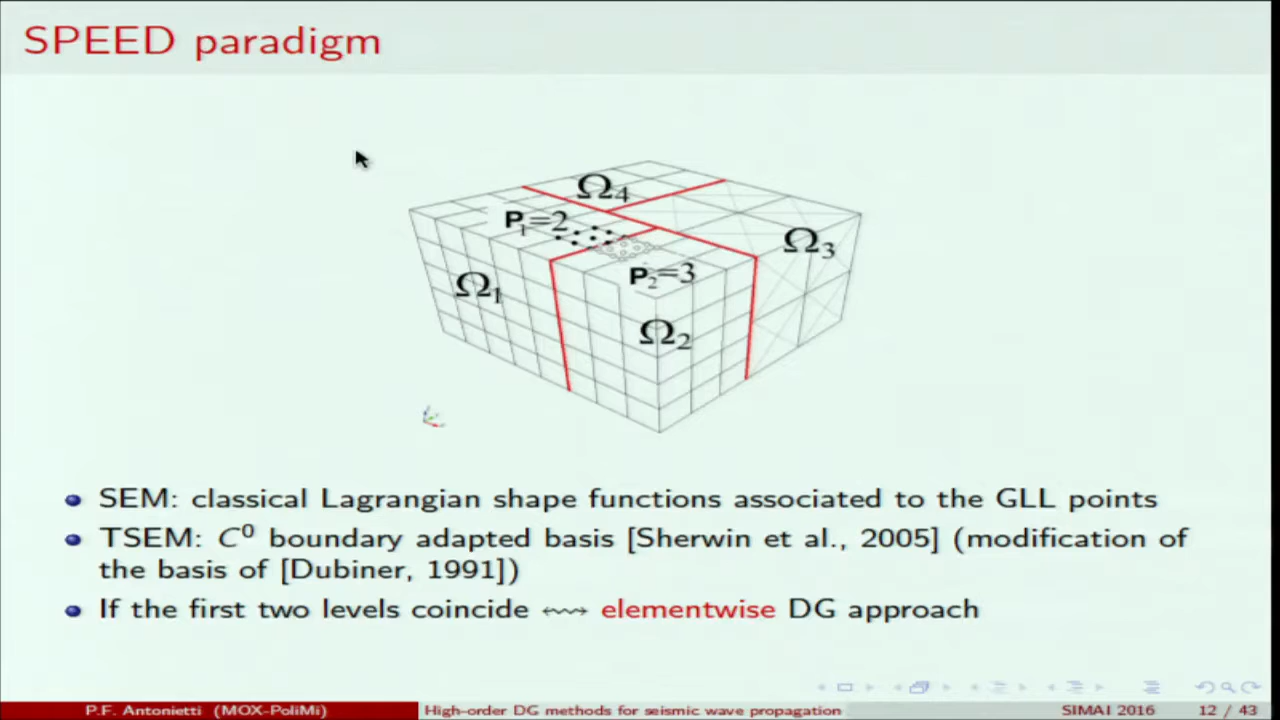 SPEED paradigm
Ω4
P1=2
Ω3
P2=3
Ω1
Ω2
SEM: classical Lagrangian shape functions associated to the GLL points
TSEM: C⁰ boundary adapted basis [Sherwin et al., 2005] (modification of
the basis of [Dubiner, 1991])
If the first two levels coincide ⇝ elementwise DG approach
P.F. Antonietti (MOX–PoliMi) High-order DG methods for seismic wave propagation SIMAI 2016 12 / 43